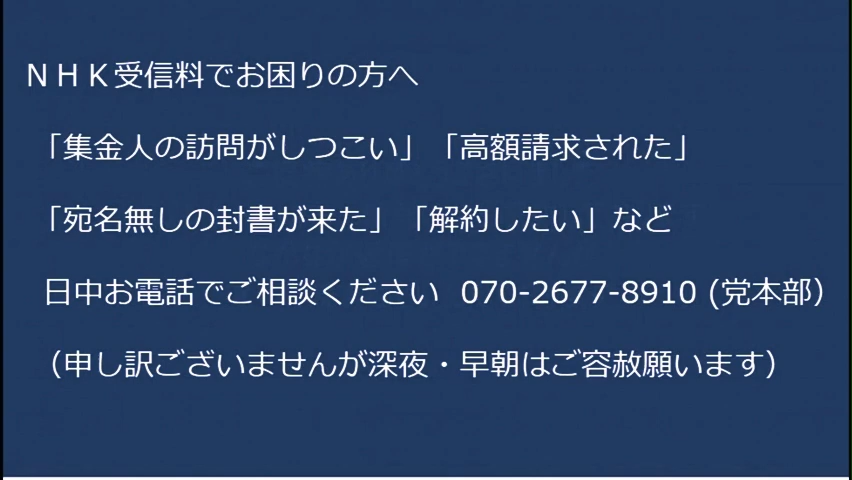 ＮＨＫ受信料でお困りの方へ
「集金人の訪問がしつこい」「高額請求された」
「宛名無しの封書が来た」「解約したい」など
日中お電話でご相談ください 070-2677-8910 (党本部）
（申し訳ございませんが深夜・早朝はご容赦願います）